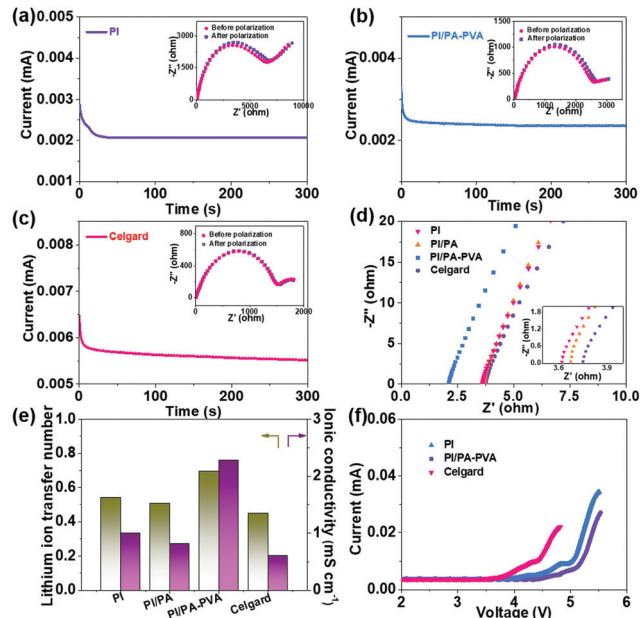 (a)
0.005
0.004
0.003
0.002
0.001
Current (mA)
PI
Before polarization
After polarization
-Z'' (ohm)
2600
1300
0
0
5000
10000
Z' (ohm)
0
100
200
300
Time (s)
(b)
0.004
0.002
0.000
Current (mA)
PI/PA-PVA
Before polarization
After polarization
-Z'' (ohm)
1200
800
400
0
0
1000
2000
3000
Z' (ohm)
0
100
200
300
Time (s)
(c)
0.008
0.007
0.006
0.005
Current (mA)
Celgard
Before polarization
After polarization
-Z'' (ohm)
800
400
0
0
1000
2000
Z' (ohm)
0
100
200
300
Time (s)
(d)
20
15
10
5
0
-Z'' (ohm)
PI
PI/PA
PI/PA-PVA
Celgard
-Z'' (ohm)
1.8
1.2
0.6
0.0
3.6
3.9
Z' (ohm)
0.0
2.5
5.0
7.5
10.0
Z' (ohm)
(e)
1.0
0.8
0.6
0.4
0.2
0.0
Lithium ion transfer number
3
2
1
0
Ionic conductivity (mS cm⁻¹)
PI
PI/PA
PI/PA-PVA
Celgard
(f)
0.06
0.04
0.02
0.00
Current (mA)
PI
PI/PA-PVA
Celgard
2
3
4
5
6
Voltage (V)